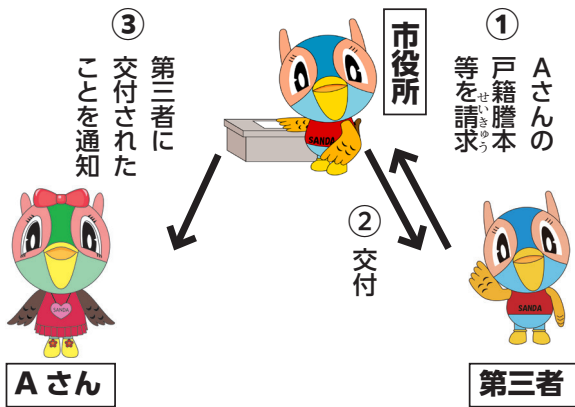 ①
Aさんの
戸籍謄本
等を請求
せいきゅう
市役所
SANDA
②
交付
③
第三者に
交付された
ことを通知
SANDA
Aさん
SANDA
第三者